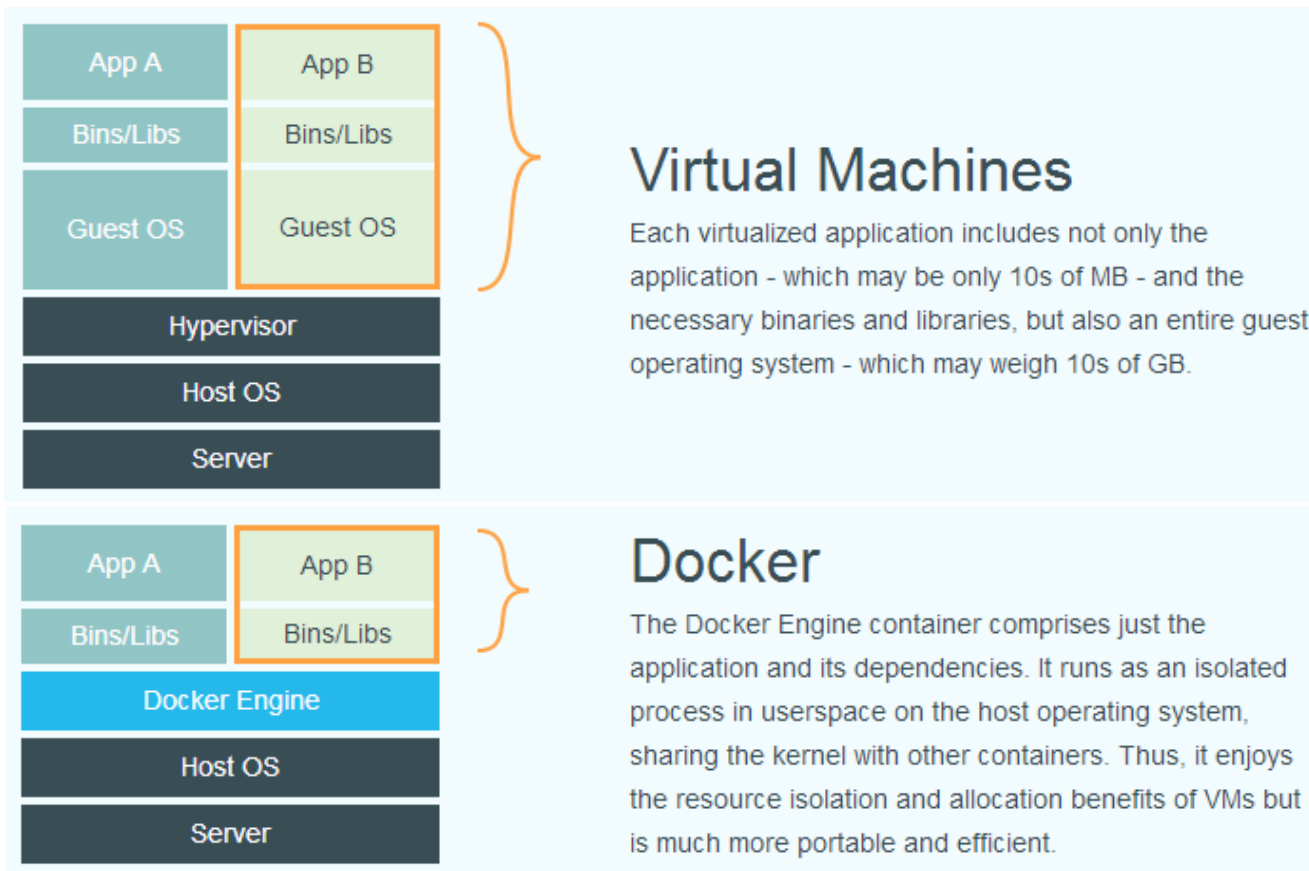 App A
App B
Bins/Libs
Bins/Libs
Guest OS
Guest OS
Hypervisor
Host OS
Server
Virtual Machines
Each virtualized application includes not only the
application - which may be only 10s of MB - and the
necessary binaries and libraries, but also an entire guest
operating system - which may weigh 10s of GB.
App A
App B
Bins/Libs
Bins/Libs
Docker Engine
Host OS
Server
Docker
The Docker Engine container comprises just the
application and its dependencies. It runs as an isolated
process in userspace on the host operating system,
sharing the kernel with other containers. Thus, it enjoys
the resource isolation and allocation benefits of VMs but
is much more portable and efficient.